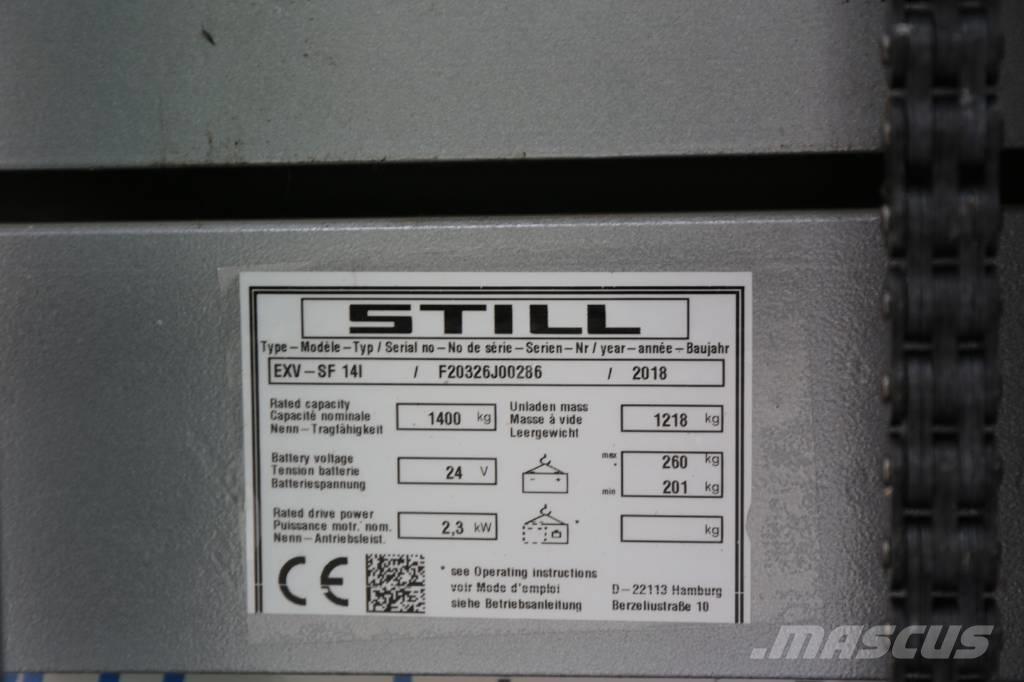 STILL
Type – Modèle – Typ / Serial no – No de série – Serien – Nr / year – année – Baujahr
EXV – SF 14I / F20326J00286 / 2018
Rated capacity
Capacité nominale
Nenn – Tragfähigkeit
1400 kg
Unladen mass
Masse à vide
Leergewicht
1218 kg
Battery voltage
Tension batterie
Batteriespannung
24 V
max 260 kg
min 201 kg
Rated drive power
Puissance motr. nom.
Nenn – Antriebsleist.
2,3 kW
*
kg
CE
* see Operating instructions
voir Mode d'emploi
siehe Betriebsanleitung
D – 22113 Hamburg
Berzeliustraße 10
MASCUS